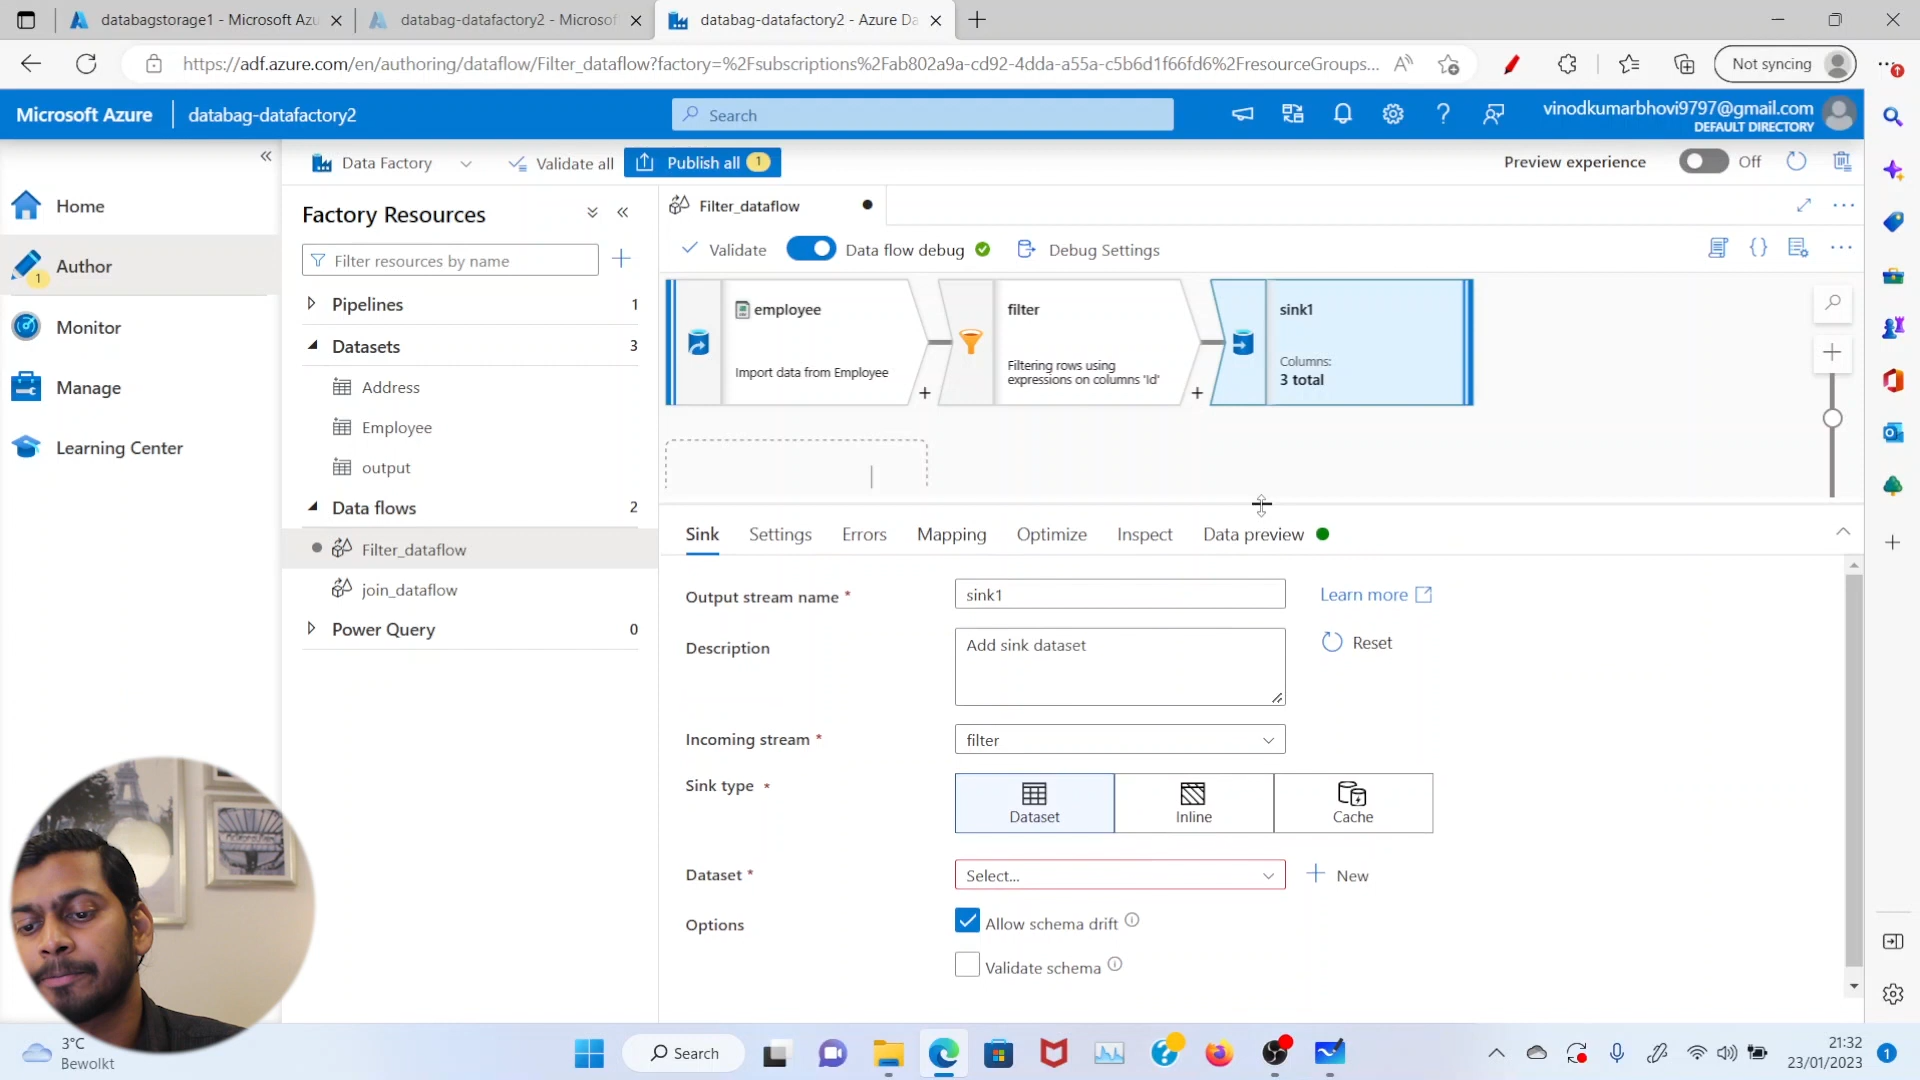 databagstorage1 - Microsoft Azu
databag-datafactory2 - Microsof
databag-datafactory2 - Azure Da
https://adf.azure.com/en/authoring/dataflow/Filter_dataflow?factory=%2Fsubscriptions%2Fab802a9a-cd92-4dda-a55a-c5b6d1f66fd6%2FresourceGroups...
Not syncing
Microsoft Azure
databag-datafactory2
Search
vinodkumarbhovi9797@gmail.com
DEFAULT DIRECTORY
Data Factory
Validate all
Publish all 1
Preview experience
Off
Home
Author
1
Monitor
Manage
Learning Center
Factory Resources
Filter resources by name
Pipelines 1
Datasets 3
Address
Employee
output
Data flows 2
Filter_dataflow
join_dataflow
Power Query 0
Filter_dataflow
Validate
Data flow debug
Debug Settings
employee
Import data from Employee
filter
Filtering rows using
expressions on columns 'Id'
sink1
Columns:
3 total
Sink
Settings
Errors
Mapping
Optimize
Inspect
Data preview
Output stream name *
sink1
Learn more
Description
Add sink dataset
Reset
Incoming stream *
filter
Sink type *
Dataset
Inline
Cache
Dataset *
Select...
New
Options
Allow schema drift
Validate schema
3°C
Bewolkt
Search
21:32
23/01/2023
1